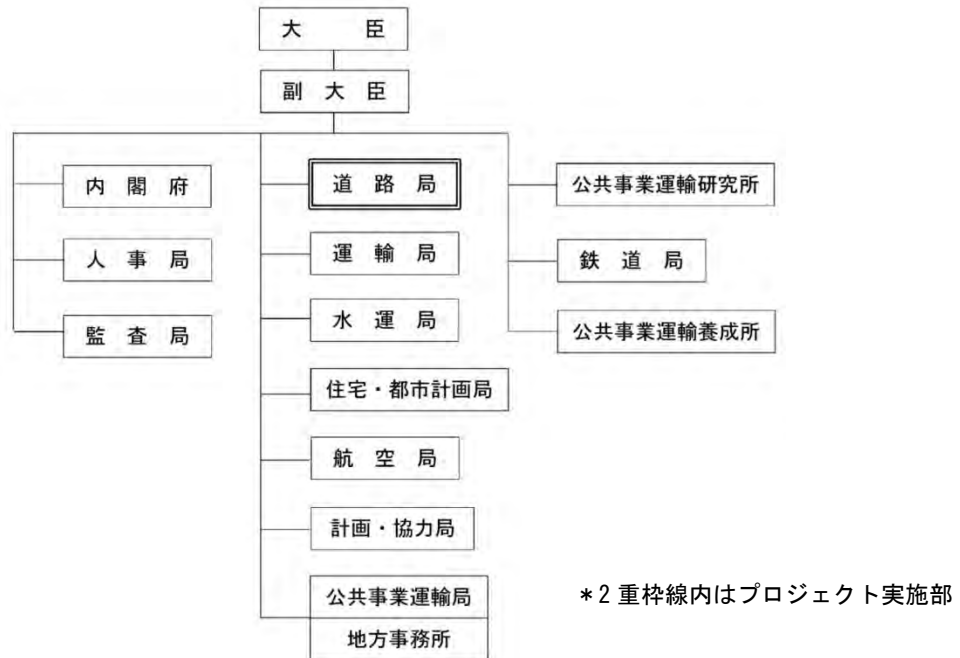 大 臣
副 大 臣
内 閣 府
人 事 局
監 査 局
道 路 局
運 輸 局
水 運 局
住宅・都市計画局
航 空 局
計画・協力局
公共事業運輸局
地方事務所
公共事業運輸研究所
鉄 道 局
公共事業運輸養成所
＊2 重枠線内はプロジェクト実施部